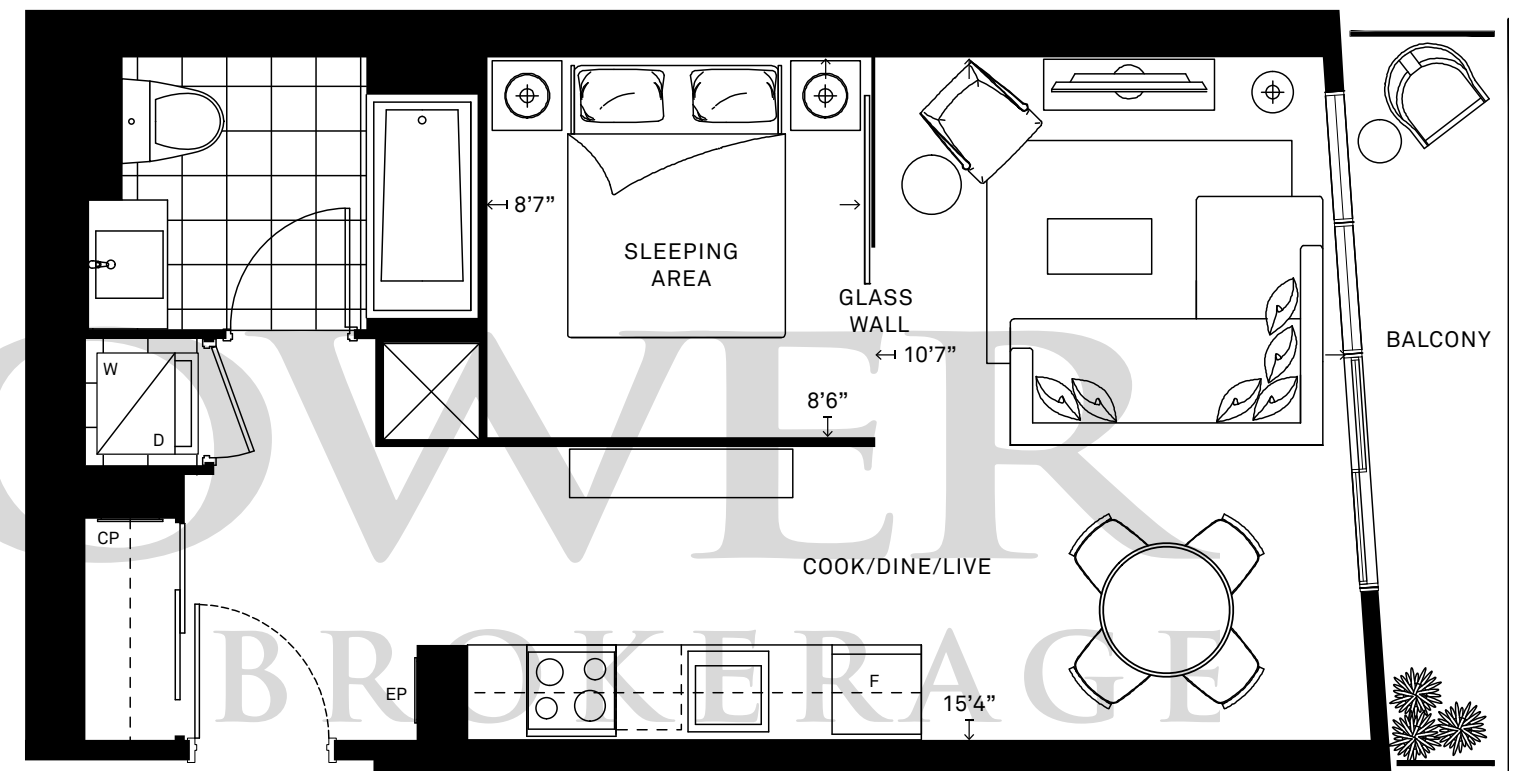 8’7”
SLEEPING
AREA
GLASS
WALL
10’7”
BALCONY
W
D
8’6”
CP
COOK/DINE/LIVE
EP
F
15’4”
OWER
BROKERAGE